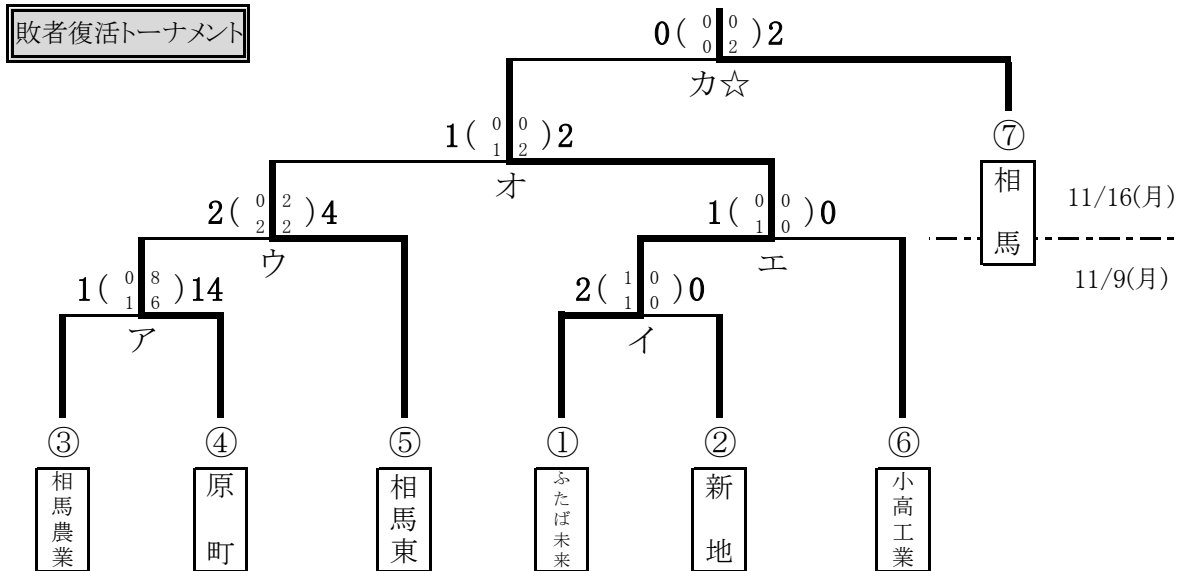 敗者復活トーナメント
0( 0 0 )2
0 2
カ☆
1( 0 0 )2
1 2
オ
⑦
相馬
11/16(月)
2( 0 2 )4
2 2
ウ
1( 0 0 )0
1 0
エ
11/9(月)
1( 0 8 )14
1 6
ア
2( 1 0 )0
1 0
イ
③ ④ ⑤ ① ② ⑥
相馬農業
原町
相馬東
ふたば未来
新地
小高工業